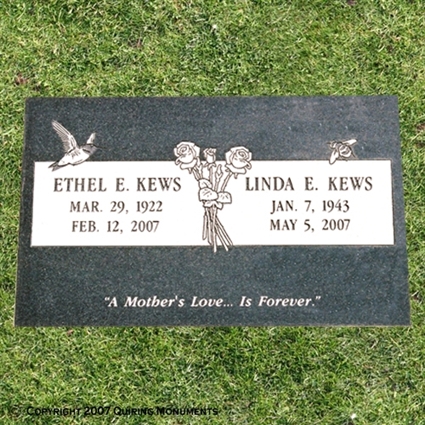 ETHEL E. KEWS
MAR. 29, 1922
FEB. 12, 2007
LINDA E. KEWS
JAN. 7, 1943
MAY 5, 2007
"A Mother's Love... Is Forever."
© Copyright 2007 Quiring Monuments